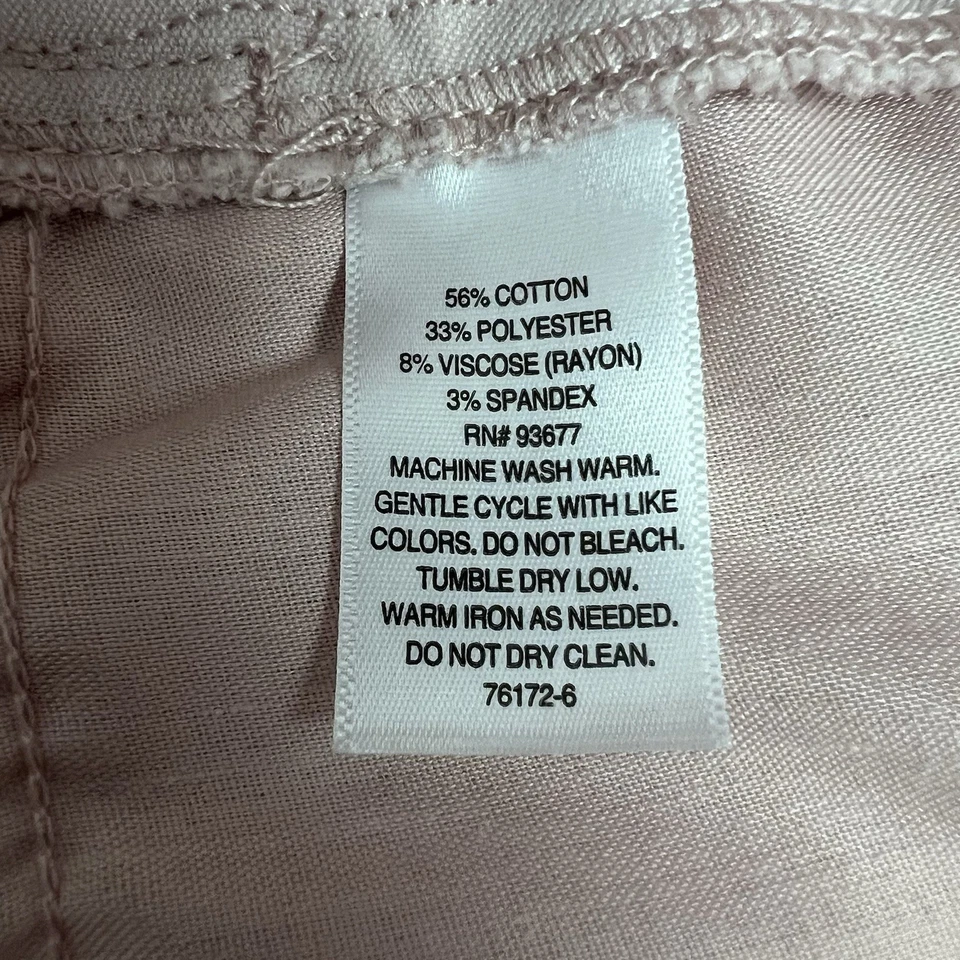 56% COTTON
33% POLYESTER
8% VISCOSE (RAYON)
3% SPANDEX
RN# 93677
MACHINE WASH WARM.
GENTLE CYCLE WITH LIKE
COLORS. DO NOT BLEACH.
TUMBLE DRY LOW.
WARM IRON AS NEEDED.
DO NOT DRY CLEAN.
76172-6